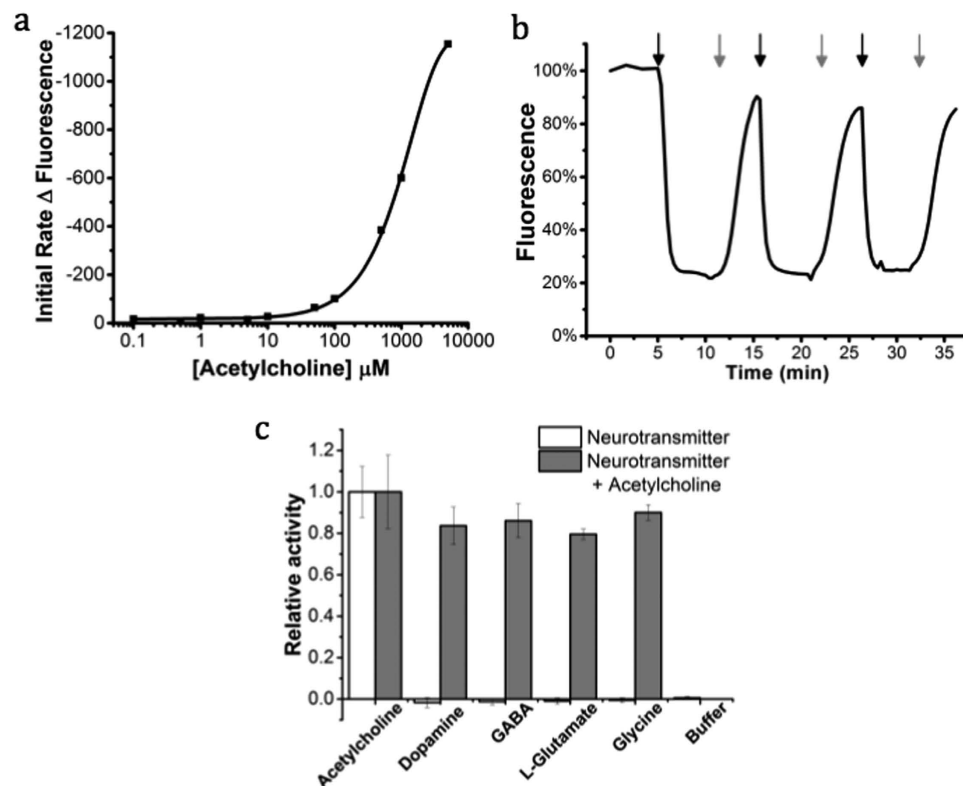 a
-1200
-1000
-800
-600
-400
-200
0
Initial Rate Δ Fluorescence
0.1 1 10 100 1000 10000
[Acetylcholine] μM
b
100%
80%
60%
40%
20%
0%
Fluorescence
0 5 10 15 20 25 30 35
Time (min)
c
Neurotransmitter
Neurotransmitter
+ Acetylcholine
1.2
1.0
0.8
0.6
0.4
0.2
0.0
Relative activity
Acetylcholine
Dopamine
GABA
L-Glutamate
Glycine
Buffer